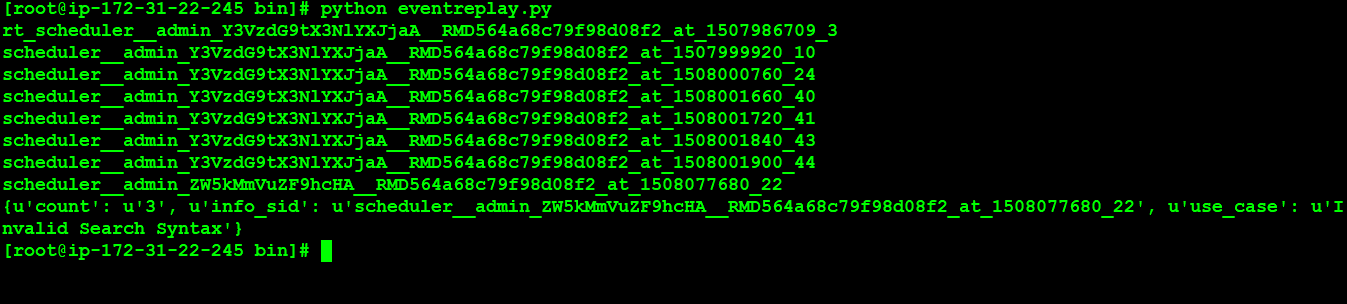 [root@ip-172-31-22-245 bin]# python eventreplay.py
rt_scheduler__admin_Y3VzdG9tX3NlYXJjaA__RMD564a68c79f98d08f2_at_1507986709_3
scheduler__admin_Y3VzdG9tX3NlYXJjaA__RMD564a68c79f98d08f2_at_1507999920_10
scheduler__admin_Y3VzdG9tX3NlYXJjaA__RMD564a68c79f98d08f2_at_1508000760_24
scheduler__admin_Y3VzdG9tX3NlYXJjaA__RMD564a68c79f98d08f2_at_1508001660_40
scheduler__admin_Y3VzdG9tX3NlYXJjaA__RMD564a68c79f98d08f2_at_1508001720_41
scheduler__admin_Y3VzdG9tX3NlYXJjaA__RMD564a68c79f98d08f2_at_1508001840_43
scheduler__admin_Y3VzdG9tX3NlYXJjaA__RMD564a68c79f98d08f2_at_1508001900_44
scheduler__admin_ZW5kMmVuZF9hcHA__RMD564a68c79f98d08f2_at_1508077680_22
{u'count': u'3', u'info_sid': u'scheduler__admin_ZW5kMmVuZF9hcHA__RMD564a68c79f98d08f2_at_1508077680_22', u'use_case': u'I
nvalid Search Syntax'}
[root@ip-172-31-22-245 bin]#